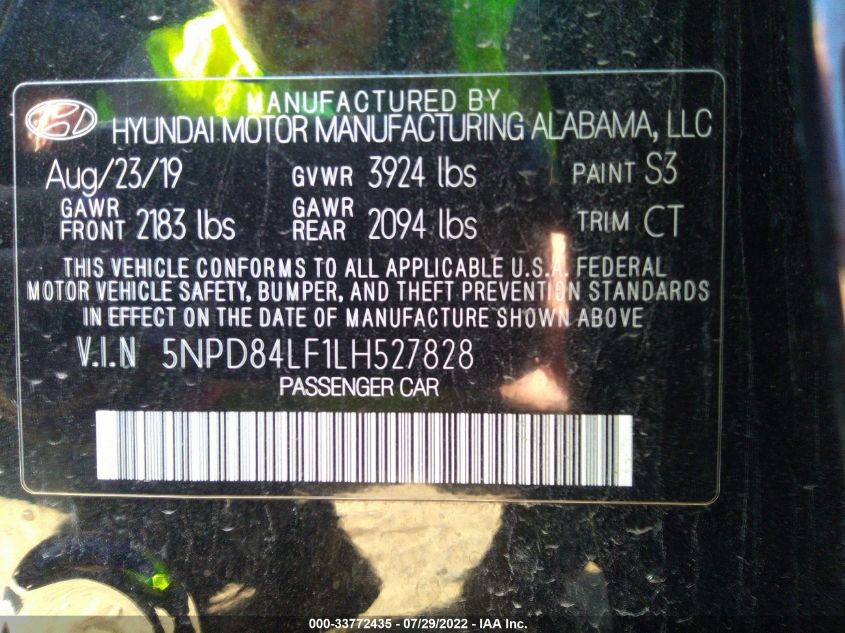 MANUFACTURED BY
HYUNDAI MOTOR MANUFACTURING ALABAMA, LLC
Aug/23/19 GVWR 3924 lbs PAINT S3
GAWR FRONT 2183 lbs GAWR REAR 2094 lbs TRIM CT
THIS VEHICLE CONFORMS TO ALL APPLICABLE U.S.A. FEDERAL
MOTOR VEHICLE SAFETY, BUMPER, AND THEFT PREVENTION STANDARDS
IN EFFECT ON THE DATE OF MANUFACTURE SHOWN ABOVE
V.I.N 5NPD84LF1LH527828
PASSENGER CAR
000-33772435 - 07/29/2022 - IAA Inc.